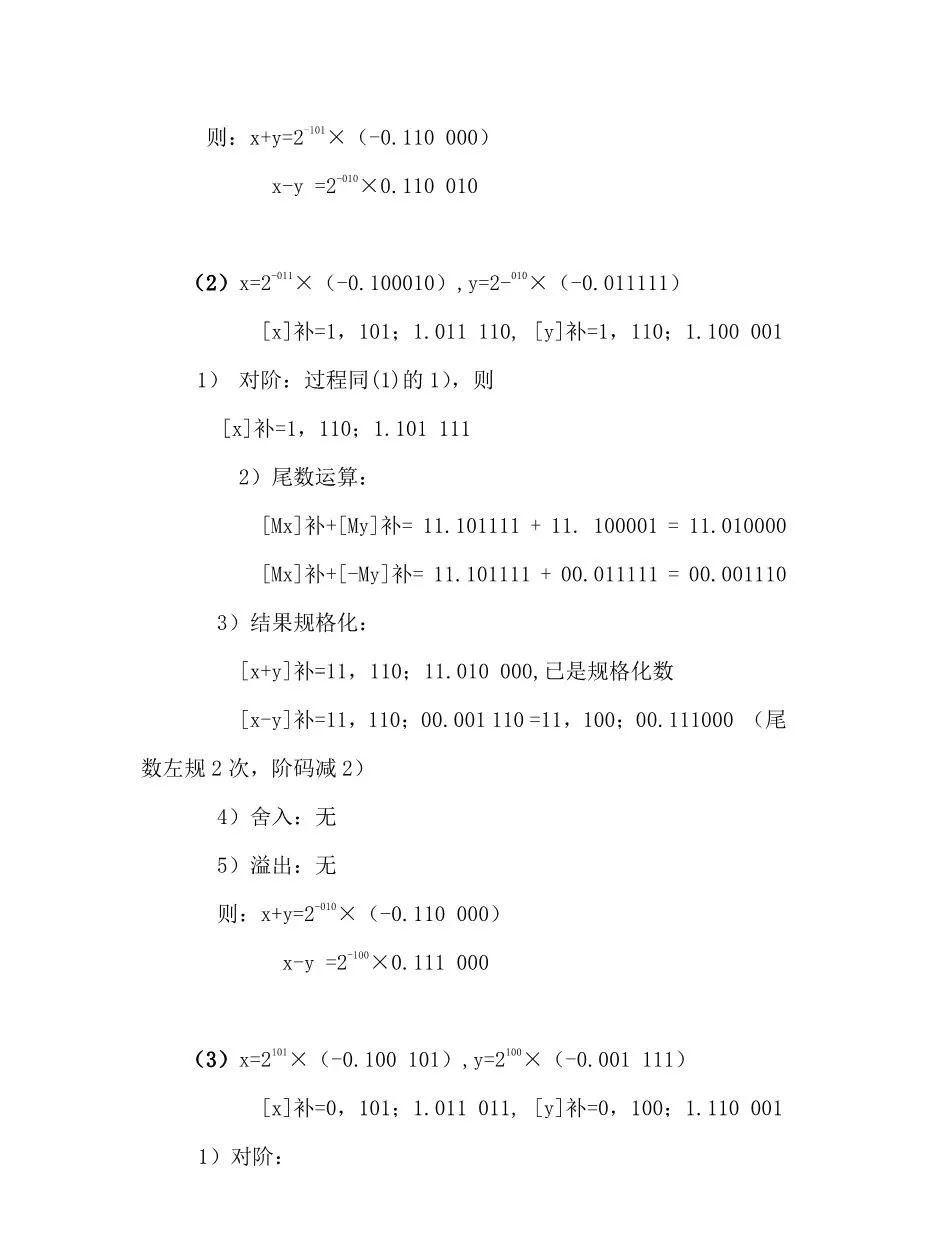 则：x+y=2⁻¹⁰¹×（-0.110 000）
x-y =2⁻⁰¹⁰×0.110 010
（2）x=2⁻⁰¹¹×（-0.100010）,y=2-⁰¹⁰×（-0.011111）
[x]补=1，101；1.011 110, [y]补=1，110；1.100 001
1） 对阶：过程同(1)的 1)，则
[x]补=1，110；1.101 111
2）尾数运算：
[Mx]补+[My]补= 11.101111 + 11. 100001 = 11.010000
[Mx]补+[-My]补= 11.101111 + 00.011111 = 00.001110
3）结果规格化：
[x+y]补=11，110；11.010 000,已是规格化数
[x-y]补=11，110；00.001 110 =11，100；00.111000 （尾
数左规 2 次，阶码减 2）
4）舍入：无
5）溢出：无
则：x+y=2⁻⁰¹⁰×（-0.110 000）
x-y =2⁻¹⁰⁰×0.111 000
（3）x=2¹⁰¹×（-0.100 101）,y=2¹⁰⁰×（-0.001 111）
[x]补=0，101；1.011 011, [y]补=0，100；1.110 001
1）对阶：